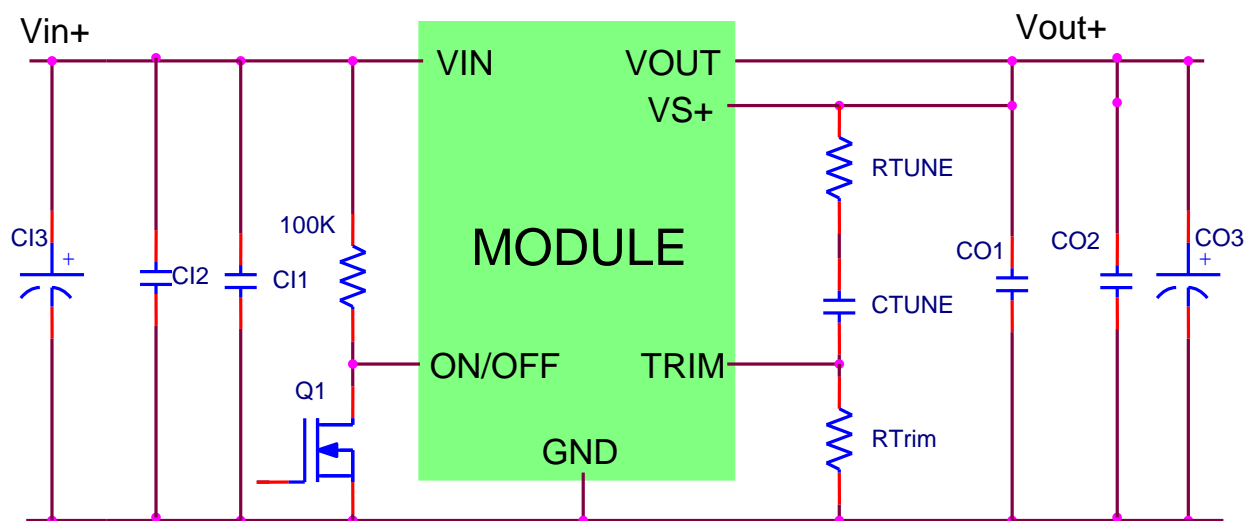 Vin+
Vout+
VIN
VOUT
VS+
RTUNE
100K
MODULE
CI3
+
CI2
CI1
CO1
CO2
CO3
+
CTUNE
ON/OFF
TRIM
Q1
RTrim
GND